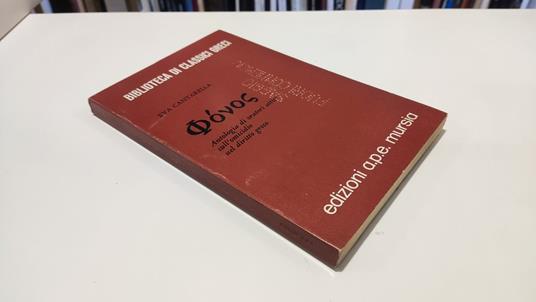 BIBLIOTECA DI CLASSICI GRECI
EVA CANTARELLA
Φόνος
Antologia di oratori attici
sull'omicidio
nel diritto greco
edizioni a.p.e. mursia